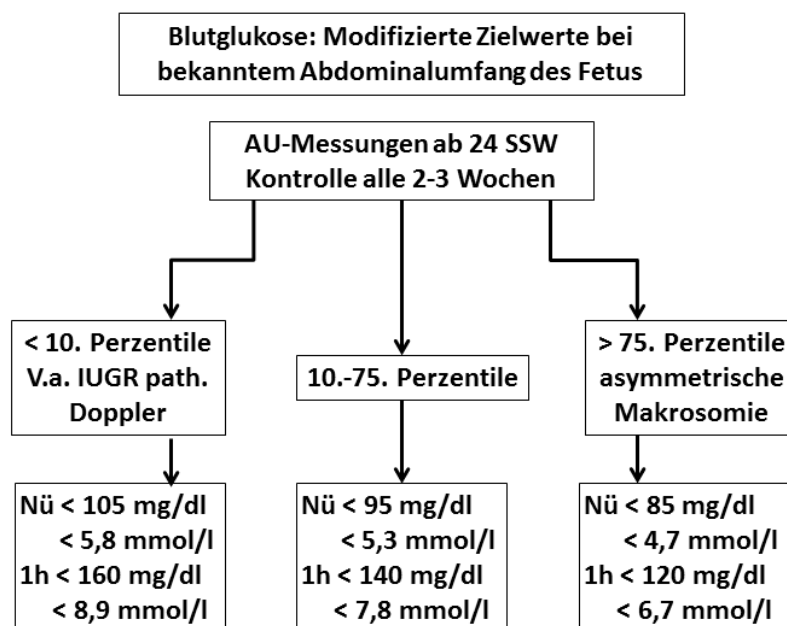 Blutglukose: Modifizierte Zielwerte bei
bekanntem Abdominalumfang des Fetus
AU-Messungen ab 24 SSW
Kontrolle alle 2-3 Wochen
< 10. Perzentile
V.a. IUGR path.
Doppler
10.-75. Perzentile
> 75. Perzentile
asymmetrische
Makrosomie
Nü < 105 mg/dl
< 5,8 mmol/l
1h < 160 mg/dl
< 8,9 mmol/l
Nü < 95 mg/dl
< 5,3 mmol/l
1h < 140 mg/dl
< 7,8 mmol/l
Nü < 85 mg/dl
< 4,7 mmol/l
1h < 120 mg/dl
< 6,7 mmol/l